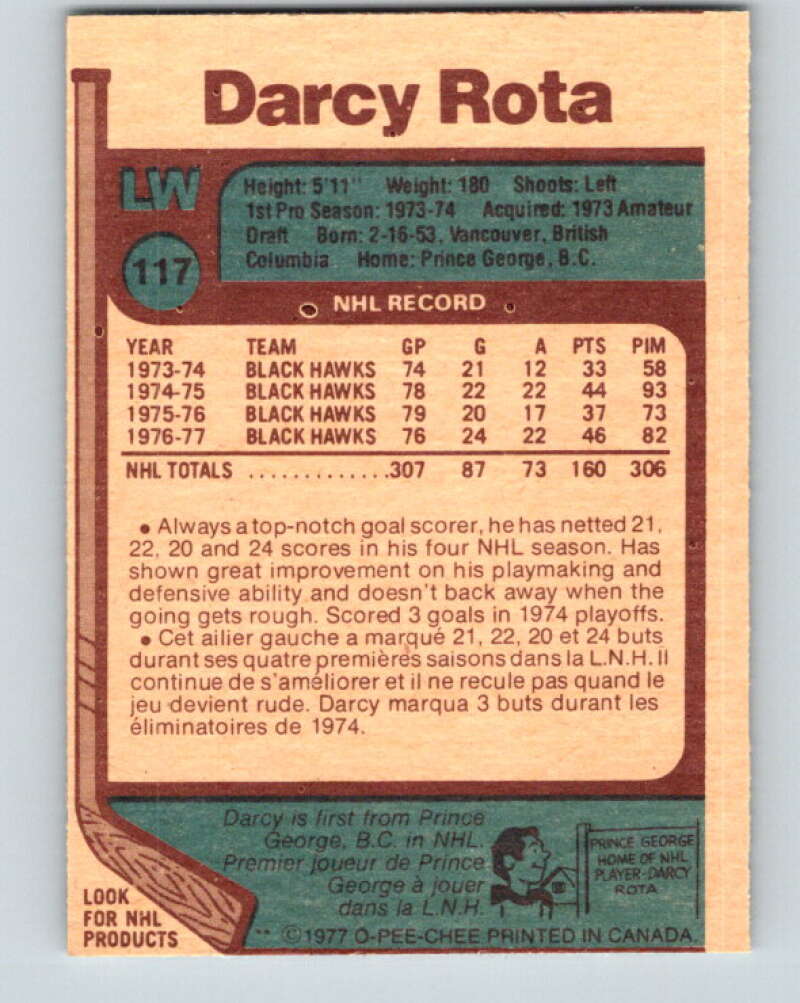 Darcy Rota
LW
117
Height: 5'11" Weight: 180 Shoots: Left
1st Pro Season: 1973-74 Acquired: 1973 Amateur
Draft Born: 2-16-53, Vancouver, British
Columbia Home: Prince George, B.C.
NHL RECORD
YEAR TEAM GP G A PTS PIM
1973-74 BLACK HAWKS 74 21 12 33 58
1974-75 BLACK HAWKS 78 22 22 44 93
1975-76 BLACK HAWKS 79 20 17 37 73
1976-77 BLACK HAWKS 76 24 22 46 82
NHL TOTALS .............307 87 73 160 306
• Always a top-notch goal scorer, he has netted 21,
22, 20 and 24 scores in his four NHL season. Has
shown great improvement on his playmaking and
defensive ability and doesn't back away when the
going gets rough. Scored 3 goals in 1974 playoffs.
• Cet ailier gauche a marqué 21, 22, 20 et 24 buts
durant ses quatre premières saisons dans la L.N.H. Il
continue de s'améliorer et il ne recule pas quand le
jeu devient rude. Darcy marqua 3 buts durant les
éliminatoires de 1974.
Darcy is first from Prince
George, B.C. in NHL.
Premier joueur de Prince
George à jouer
dans la L.N.H.
PRINCE GEORGE
HOME OF NHL
PLAYER-DARCY
ROTA
LOOK
FOR NHL
PRODUCTS
** ©1977 O-PEE-CHEE PRINTED IN CANADA